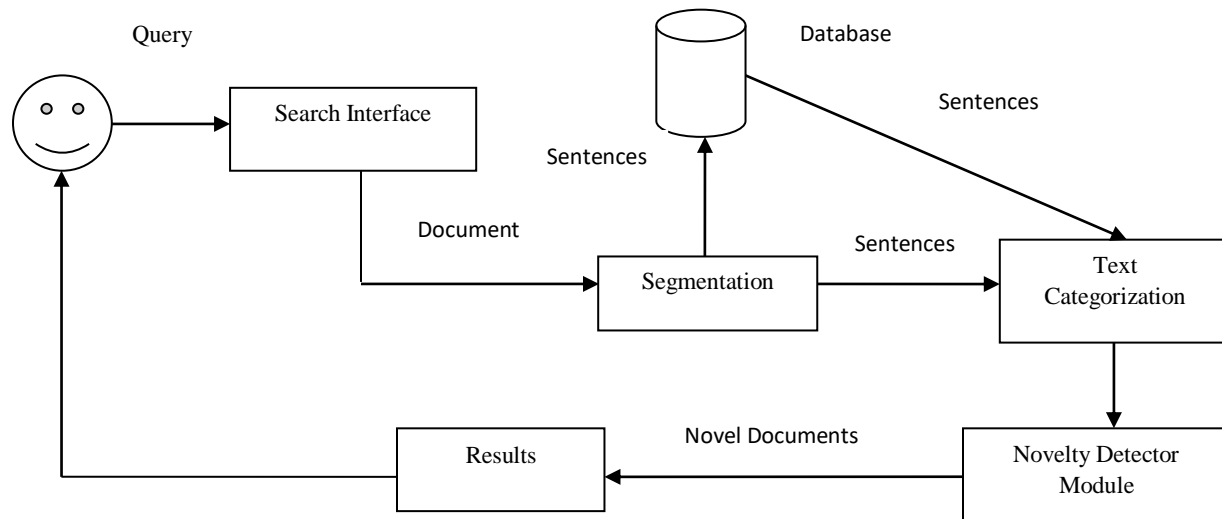 Query
Database
Search Interface
Sentences
Sentences
Document
Sentences
Segmentation
Text
Categorization
Novel Documents
Results
Novelty Detector
Module